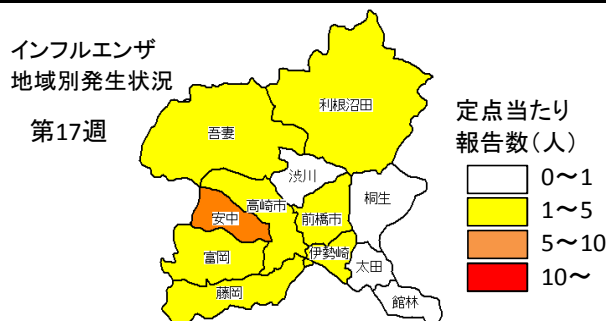 インフルエンザ
地域別発生状況
第17週
利根沼田
吾妻
渋川
桐生
高崎市
安中
前橋市
富岡
伊勢崎
太田
藤岡
館林
定点当たり
報告数(人)
0～1
1～5
5～10
10～